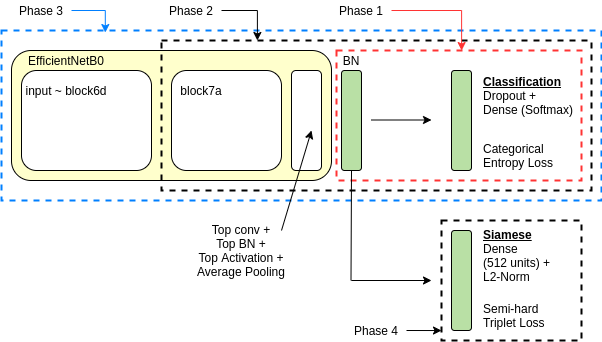 Phase 3
Phase 2
Phase 1
EfficientNetB0
BN
input ~ block6d
block7a
Classification
Dropout +
Dense (Softmax)
Categorical
Entropy Loss
Top conv +
Top BN +
Top Activation +
Average Pooling
Siamese
Dense
(512 units) +
L2-Norm
Semi-hard
Triplet Loss
Phase 4